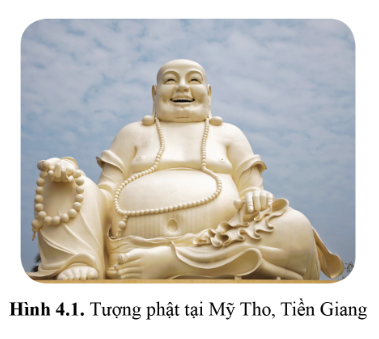 Hình 4.1. Tượng phật tại Mỹ Tho, Tiền Giang